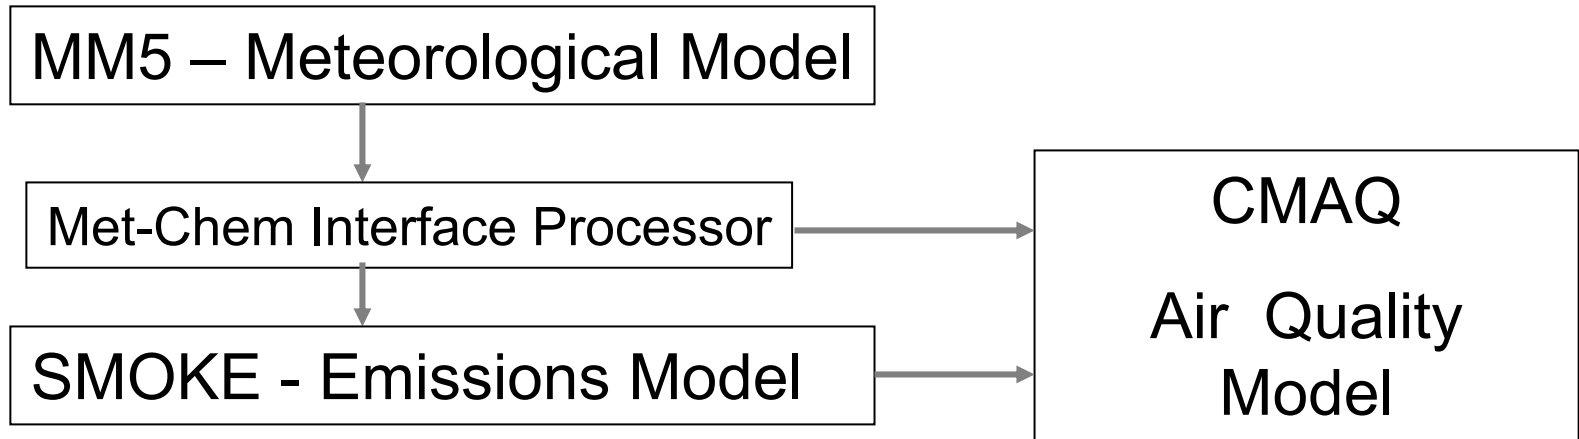 MM5 – Meteorological Model
Met-Chem Interface Processor
SMOKE - Emissions Model
CMAQ
Air Quality
Model